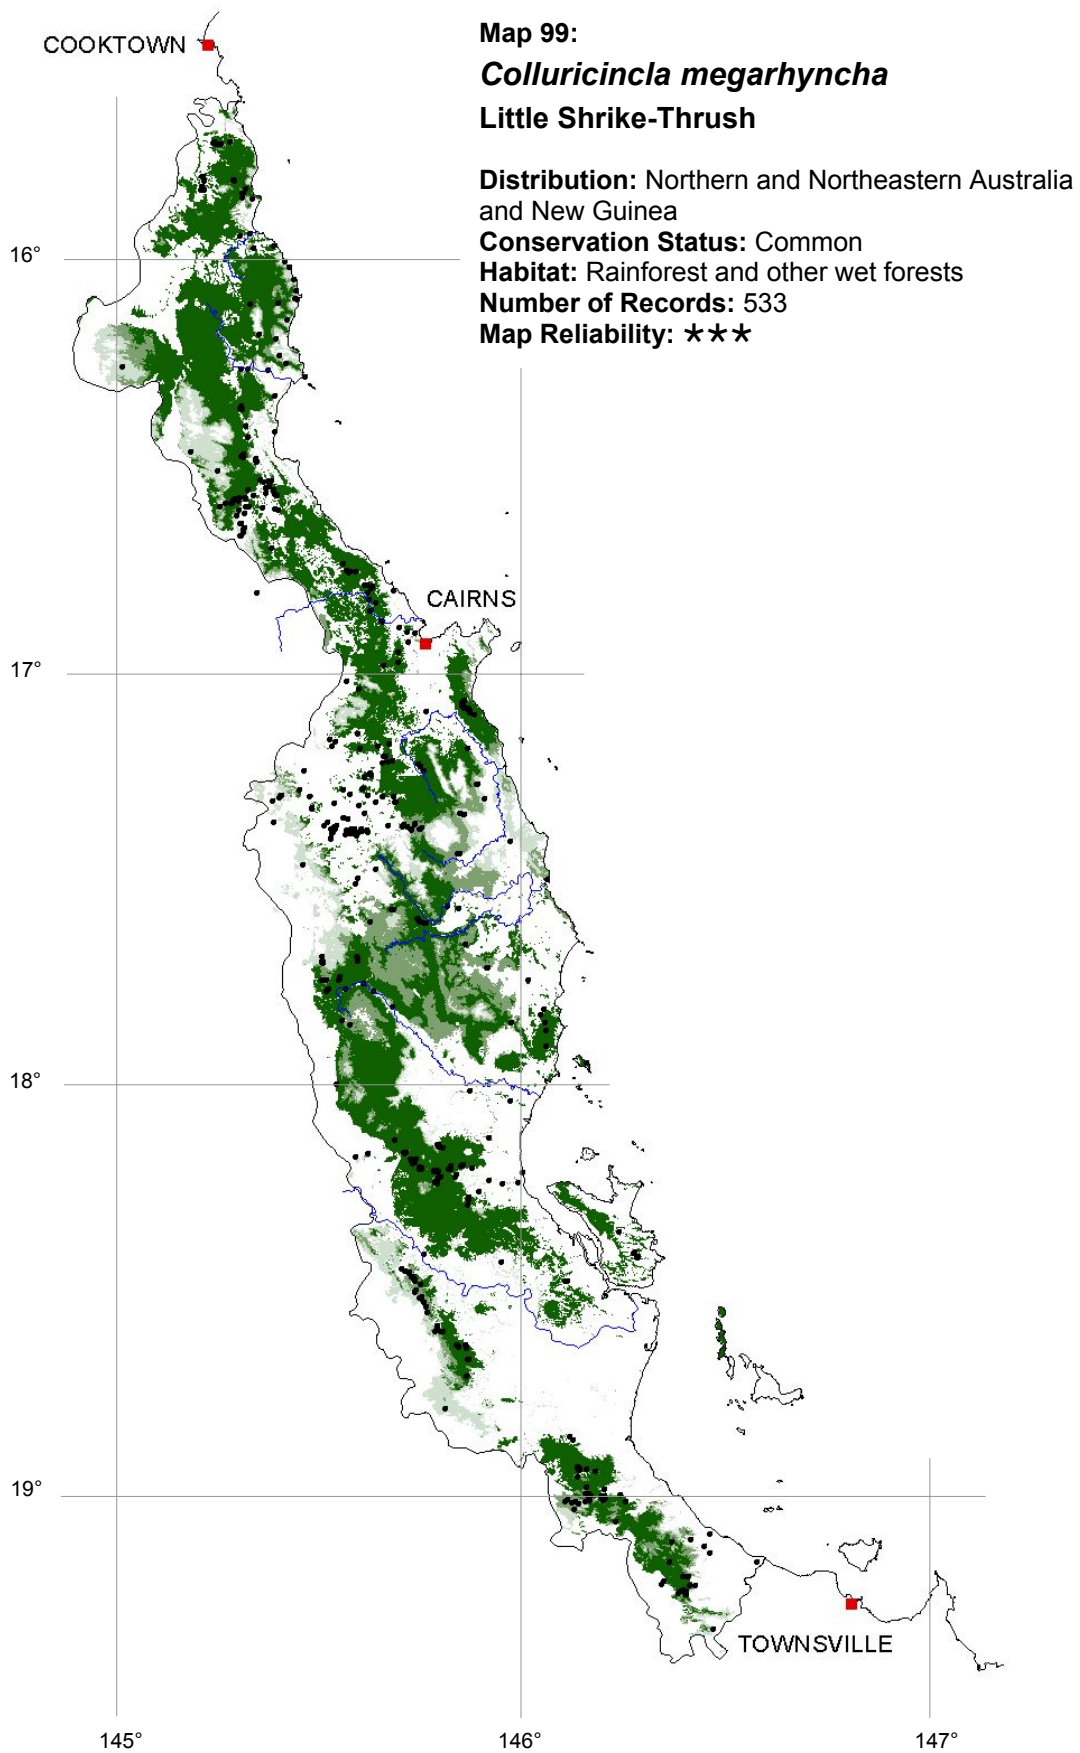 COOKTOWN
Map 99:
Colluricincla megarhyncha
Little Shrike-Thrush
Distribution: Northern and Northeastern Australia
and New Guinea
Conservation Status: Common
Habitat: Rainforest and other wet forests
Number of Records: 533
Map Reliability: ★★★
16°
CAIRNS
17°
18°
19°
TOWNSVILLE
145°
146°
147°